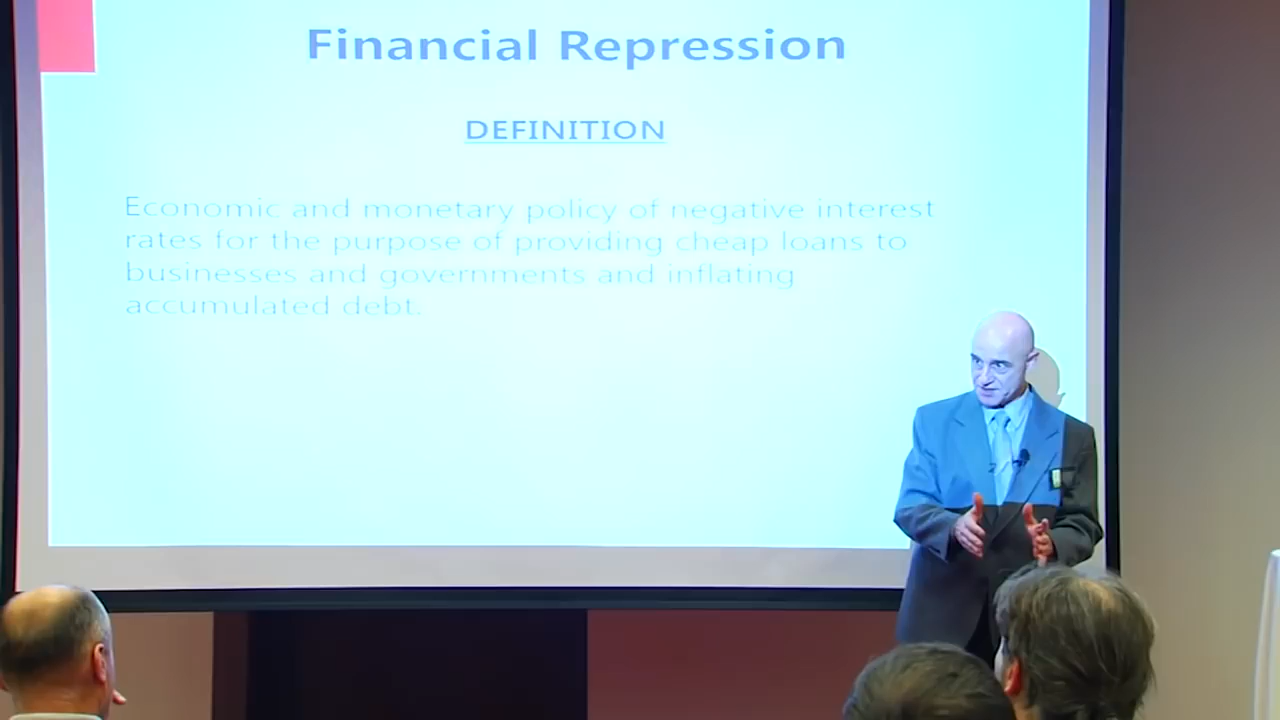 Financial Repression
DEFINITION
Economic and monetary policy of negative interest
rates for the purpose of providing cheap loans to
businesses and governments and inflating
accumulated debt.